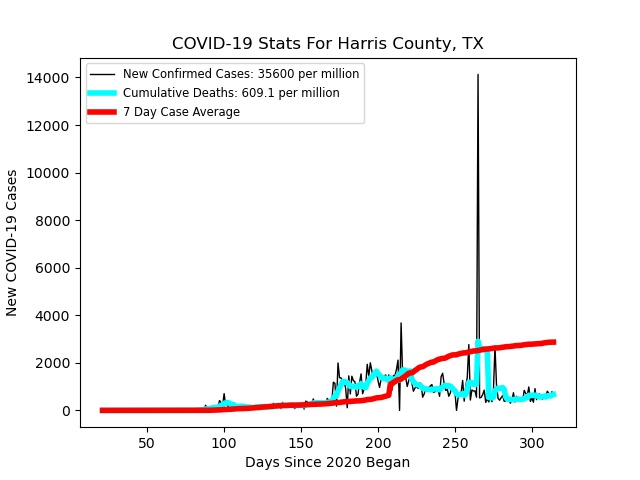 COVID-19 Stats For Harris County, TX
New Confirmed Cases: 35600 per million
Cumulative Deaths: 609.1 per million
7 Day Case Average
New COVID-19 Cases
14000
12000
10000
8000
6000
4000
2000
0
50 100 150 200 250 300
Days Since 2020 Began